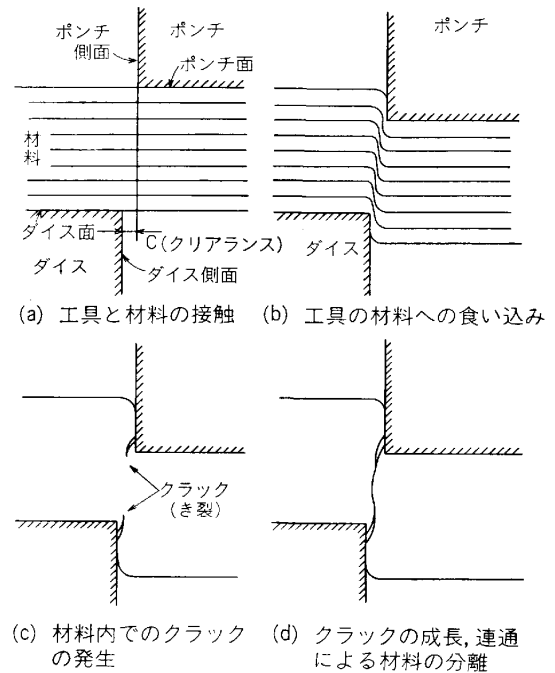 ポンチ
側面
ポンチ
ポンチ面
材料
ダイス面
C(クリアランス)
ダイス
ダイス側面
(a) 工具と材料の接触
ポンチ
ダイス
(b) 工具の材料への食い込み
クラック
(き裂)
(c) 材料内でのクラック
の発生
(d) クラックの成長,連通
による材料の分離